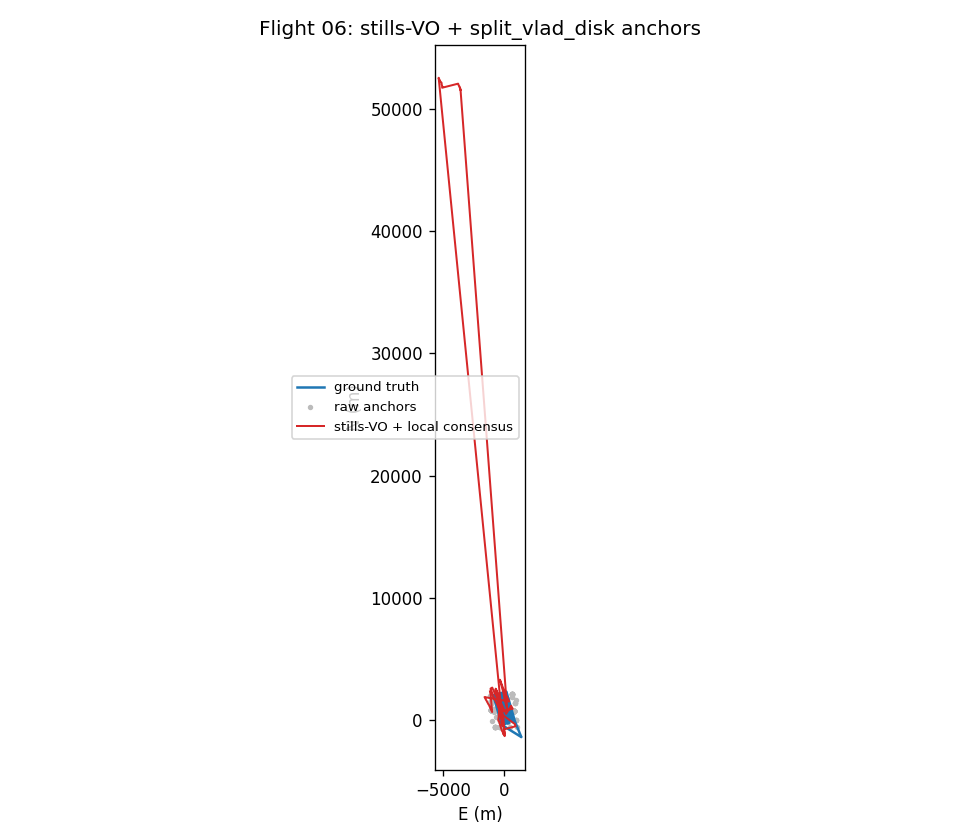 Flight 06: stills-VO + split_vlad_disk anchors
50000
40000
30000
20000
10000
0
ground truth
raw anchors
stills-VO + local consensus
−5000 0
E (m)